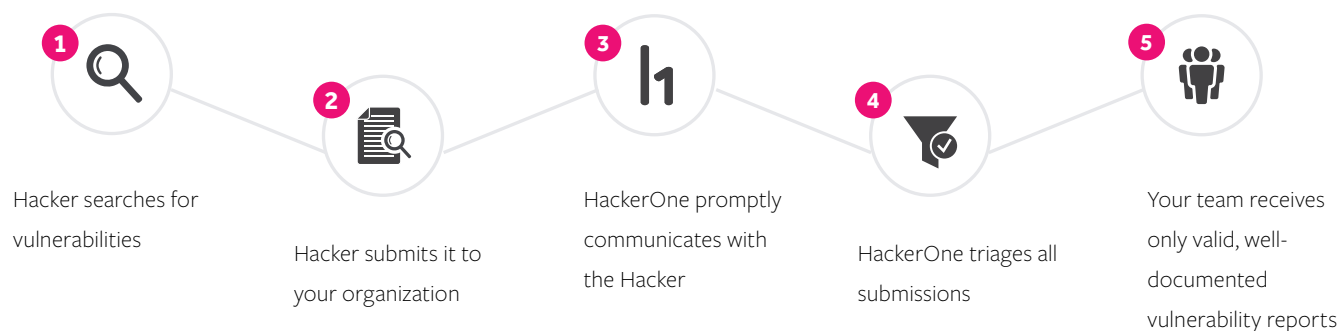 1
Hacker searches for
vulnerabilities
2
Hacker submits it to
your organization
3
h1
HackerOne promptly
communicates with
the Hacker
4
HackerOne triages all
submissions
5
Your team receives
only valid, well-
documented
vulnerability reports